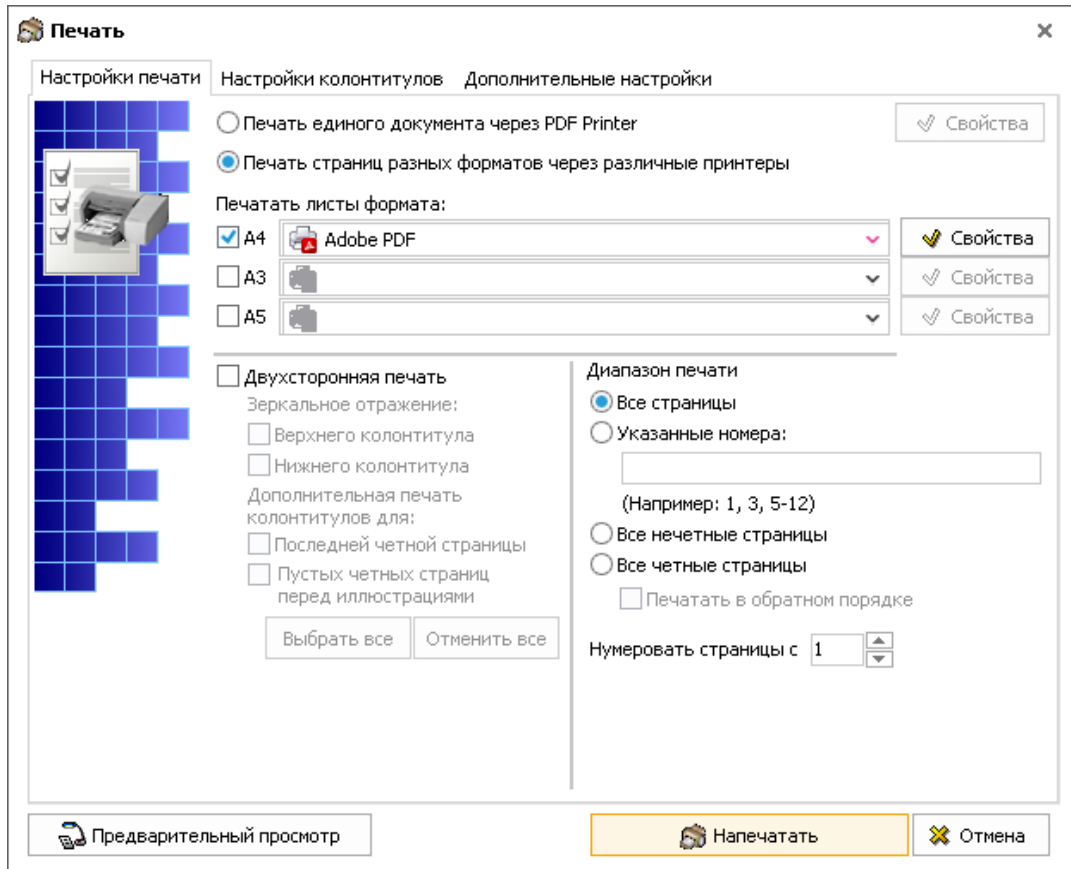 Печать
Настройки печати Настройки колонтитулов Дополнительные настройки
Печать единого документа через PDF Printer Свойства
Печать страниц разных форматов через различные принтеры
Печатать листы формата:
A4 Adobe PDF Свойства
A3 Свойства
A5 Свойства
Двухсторонняя печать
Зеркальное отражение:
Верхнего колонтитула
Нижнего колонтитула
Дополнительная печать
колонтитулов для:
Последней четной страницы
Пустых четных страниц
перед иллюстрациями
Выбрать все Отменить все
Диапазон печати
Все страницы
Указанные номера:
(Например: 1, 3, 5-12)
Все нечетные страницы
Все четные страницы
Печатать в обратном порядке
Нумеровать страницы с 1
Предварительный просмотр Напечатать Отмена